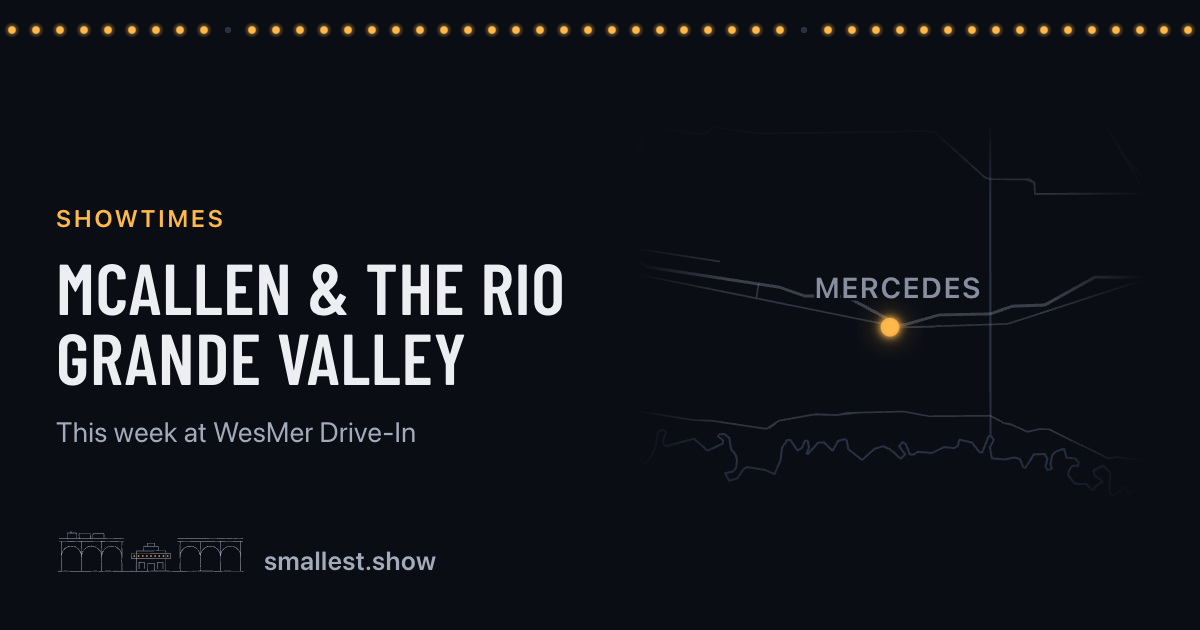 SHOWTIMES
MCALLEN & THE RIO
GRANDE VALLEY
This week at WesMer Drive-In
MERCEDES
smallest.show